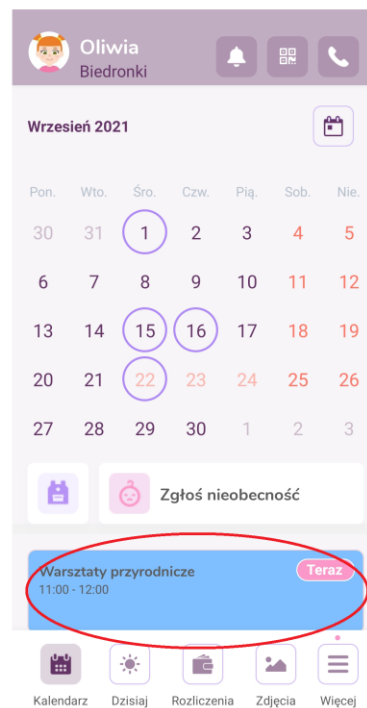 Oliwia
Biedronki
Wrzesień 2021
Pon. Wto. Śro. Czw. Pią. Sob. Nie.
30 31 1 2 3 4 5
6 7 8 9 10 11 12
13 14 15 16 17 18 19
20 21 22 23 24 25 26
27 28 29 30 1 2 3
Zgłoś nieobecność
Warsztaty przyrodnicze Teraz
11:00 - 12:00
Kalendarz Dzisiaj Rozliczenia Zdjęcia Więcej